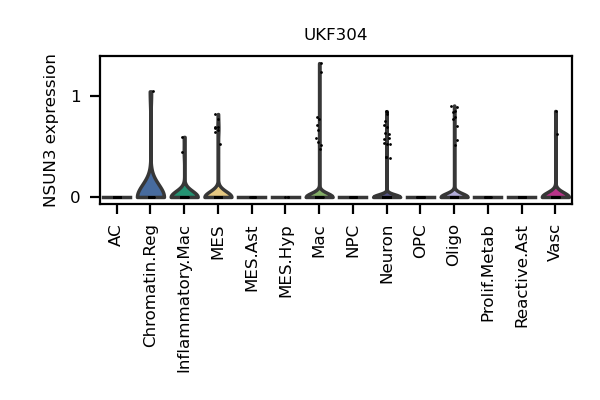 UKF304
NSUN3 expression
1
0
AC
Chromatin.Reg
Inflammatory.Mac
MES
MES.Ast
MES.Hyp
Mac
NPC
Neuron
OPC
Oligo
Prolif.Metab
Reactive.Ast
Vasc